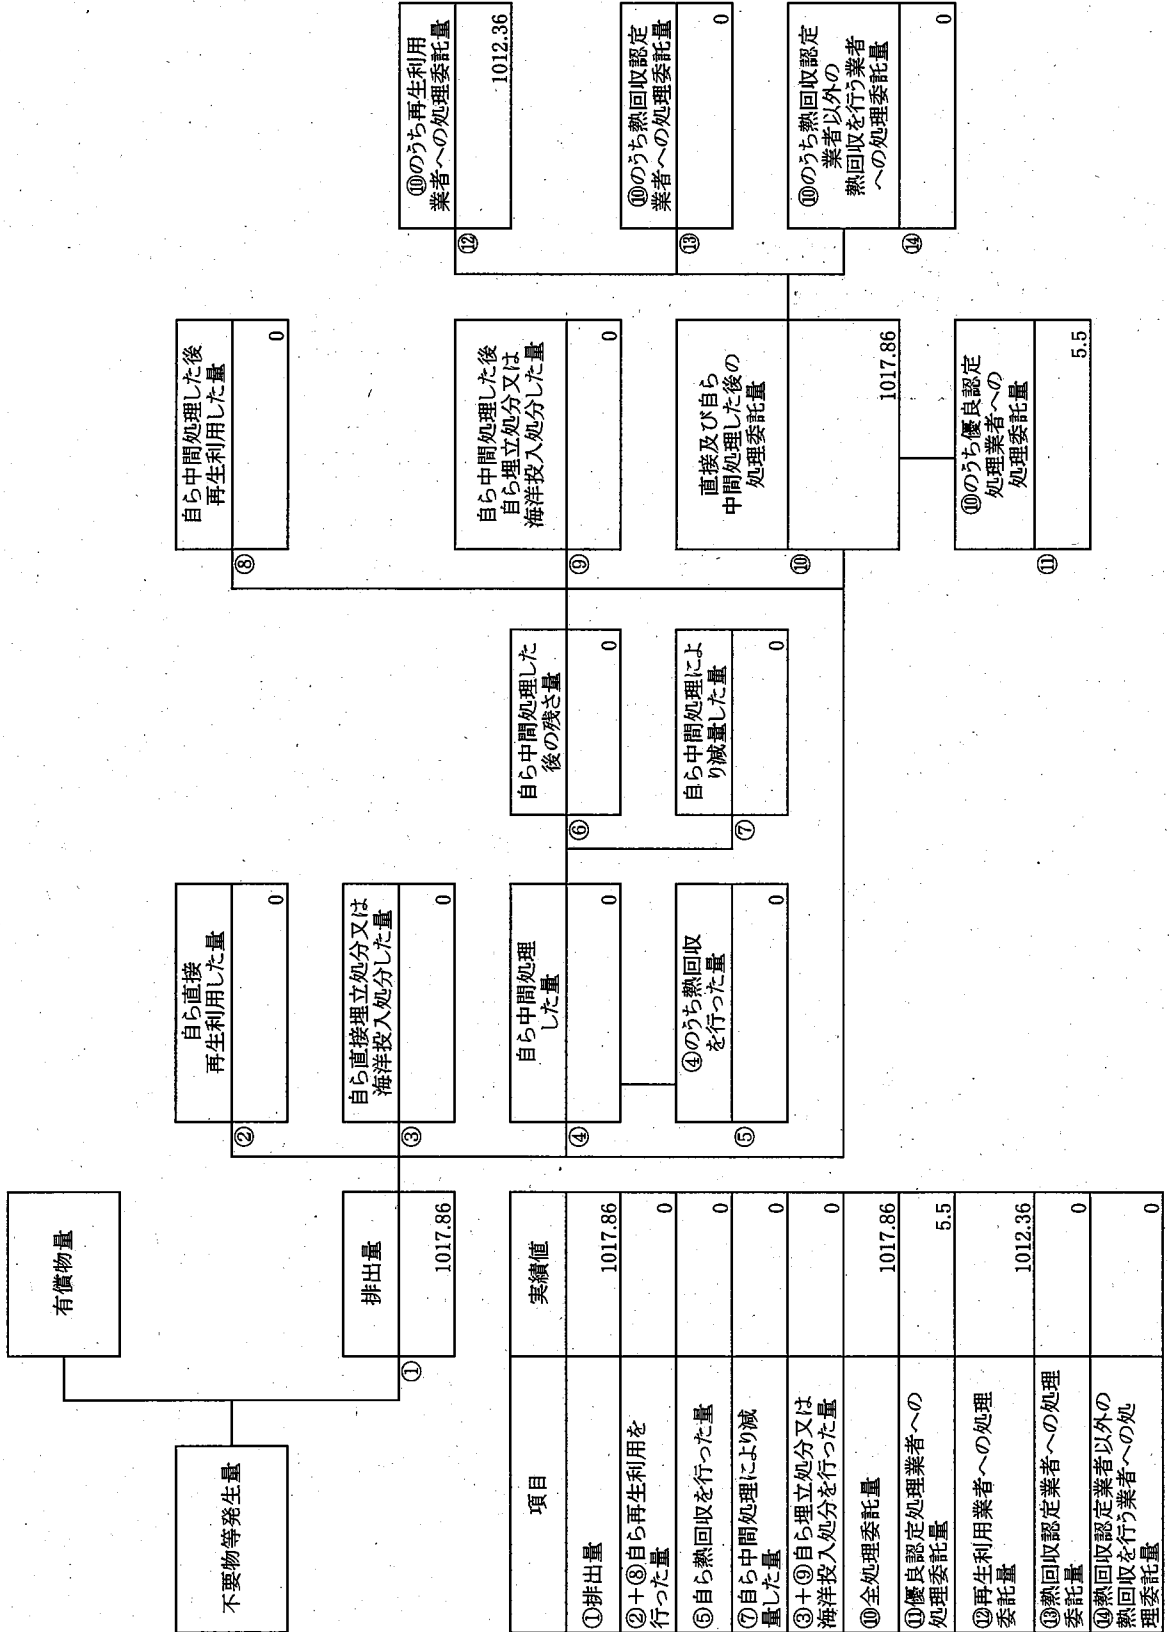 不要物等発生量
有償物量
排出量
①
1017.86
自ら直接
再生利用した量
②
0
自ら直接埋立処分又は
海洋投入処分した量
③
0
自ら中間処理
した量
④
0
④のうち熱回収
を行った量
⑤
0
自ら中間処理した
後の残さ量
⑥
0
自ら中間処理によ
り減量した量
⑦
0
自ら中間処理した後
再生利用した量
⑧
0
自ら中間処理した後
自ら埋立処分又は
海洋投入処分した量
⑨
0
直接及び自ら
中間処理した後の
処理委託量
⑩
1017.86
⑩のうち優良認定
処理業者への
処理委託量
⑪
5.5
⑩のうち再生利用
業者への処理委託量
⑫
1012.36
⑩のうち熱回収認定
業者への処理委託量
⑬
0
⑩のうち熱回収認定
業者以外の
熱回収を行う業者
への処理委託量
⑭
0
項目 実績値
①排出量 1017.86
②+⑧自ら再生利用を
行った量 0
⑤自ら熱回収を行った量 0
⑦自ら中間処理により減
量した量 0
③+⑨自ら埋立処分又は
海洋投入処分を行った量 0
⑩全処理委託量 1017.86
⑪優良認定処理業者への
処理委託量 5.5
⑫再生利用業者への処理
委託量 1012.36
⑬熱回収認定業者への処理
委託量 0
⑭熱回収認定業者以外の
熱回収を行う業者への処
理委託量 0